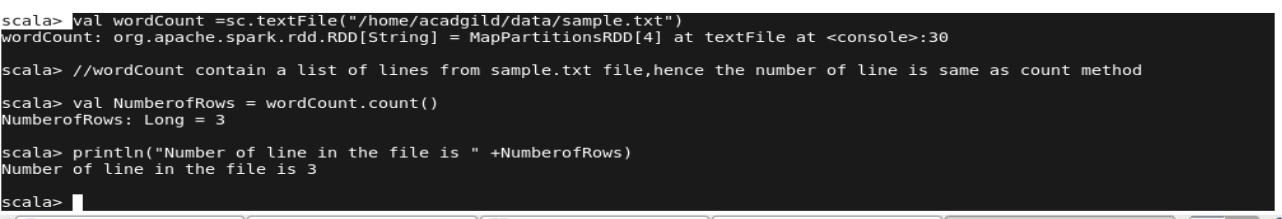 scala> val wordCount =sc.textFile("/home/acadgild/data/sample.txt")
wordCount: org.apache.spark.rdd.RDD[String] = MapPartitionsRDD[4] at textFile at <console>:30
scala> //wordCount contain a list of lines from sample.txt file,hence the number of line is same as count method
scala> val NumberofRows = wordCount.count()
NumberofRows: Long = 3
scala> println("Number of line in the file is " +NumberofRows)
Number of line in the file is 3
scala>